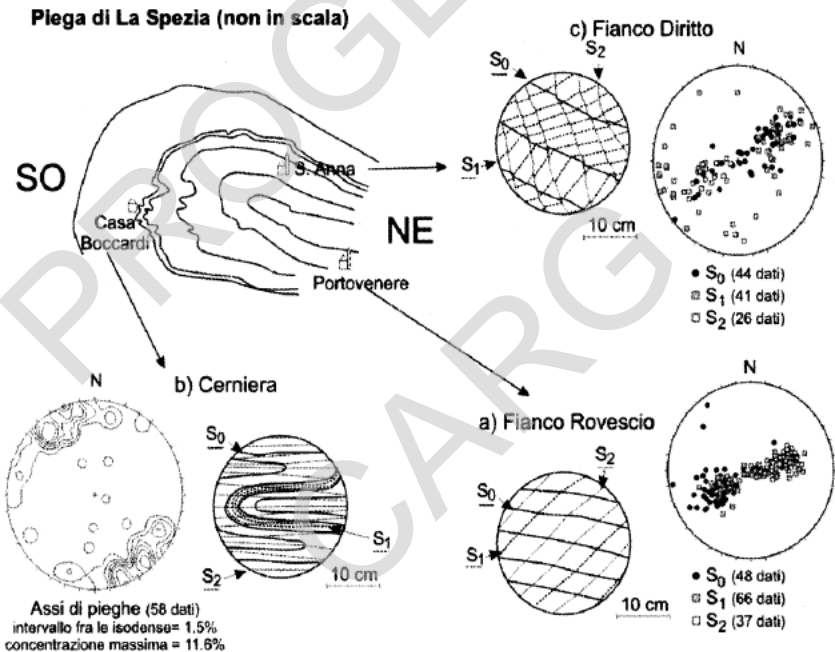 Piega di La Spezia (non in scala)
SO
NE
S. Anna
Casa
Boccardi
Portovenere
c) Fianco Diritto
S0
S2
S1
10 cm
N
S0 (44 dati)
S1 (41 dati)
S2 (26 dati)
b) Cerniera
N
S0
S1
S2
10 cm
Assi di pieghe (58 dati)
intervallo fra le isodense= 1.5%
concentrazione massima = 11.6%
a) Fianco Rovescio
S2
S0
S1
10 cm
N
S0 (48 dati)
S1 (66 dati)
S2 (37 dati)
PROGETTO
CARG